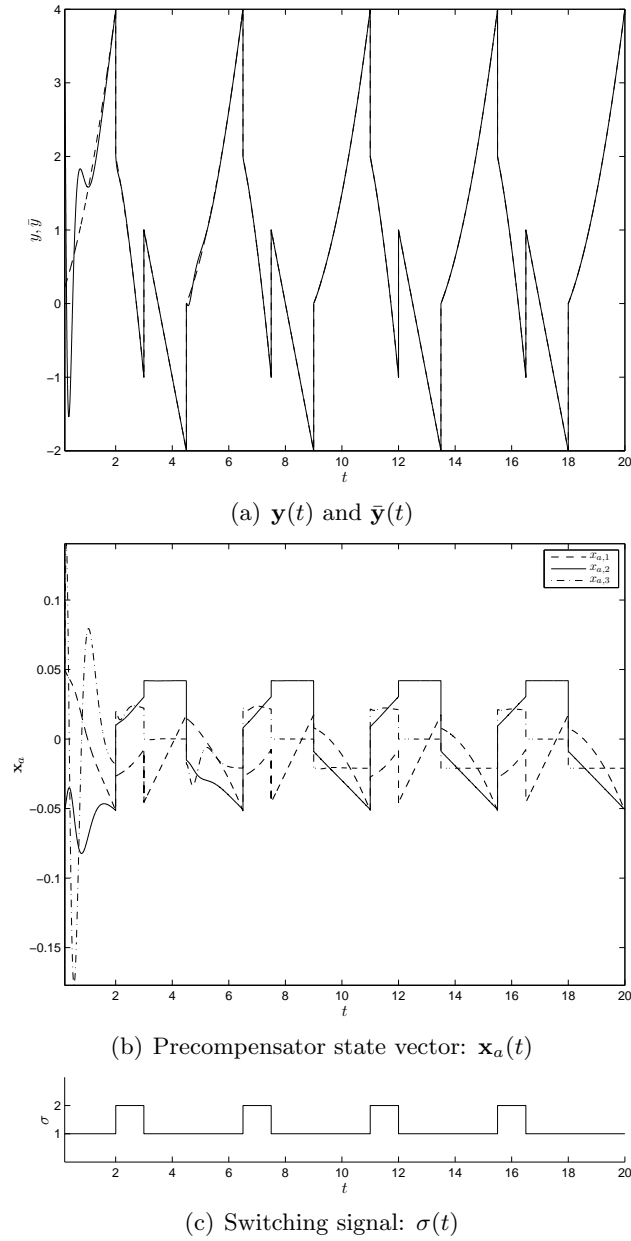 4
3
2
1
0
−1
−2
y, ȳ
2 4 6 8 10 12 14 16 18 20
t
(a) y(t) and ȳ(t)
0.1
0.05
0
−0.05
−0.1
−0.15
x_a
x_{a,1}
x_{a,2}
x_{a,3}
2 4 6 8 10 12 14 16 18 20
t
(b) Precompensator state vector: x_a(t)
2
1
σ
2 4 6 8 10 12 14 16 18 20
t
(c) Switching signal: σ(t)